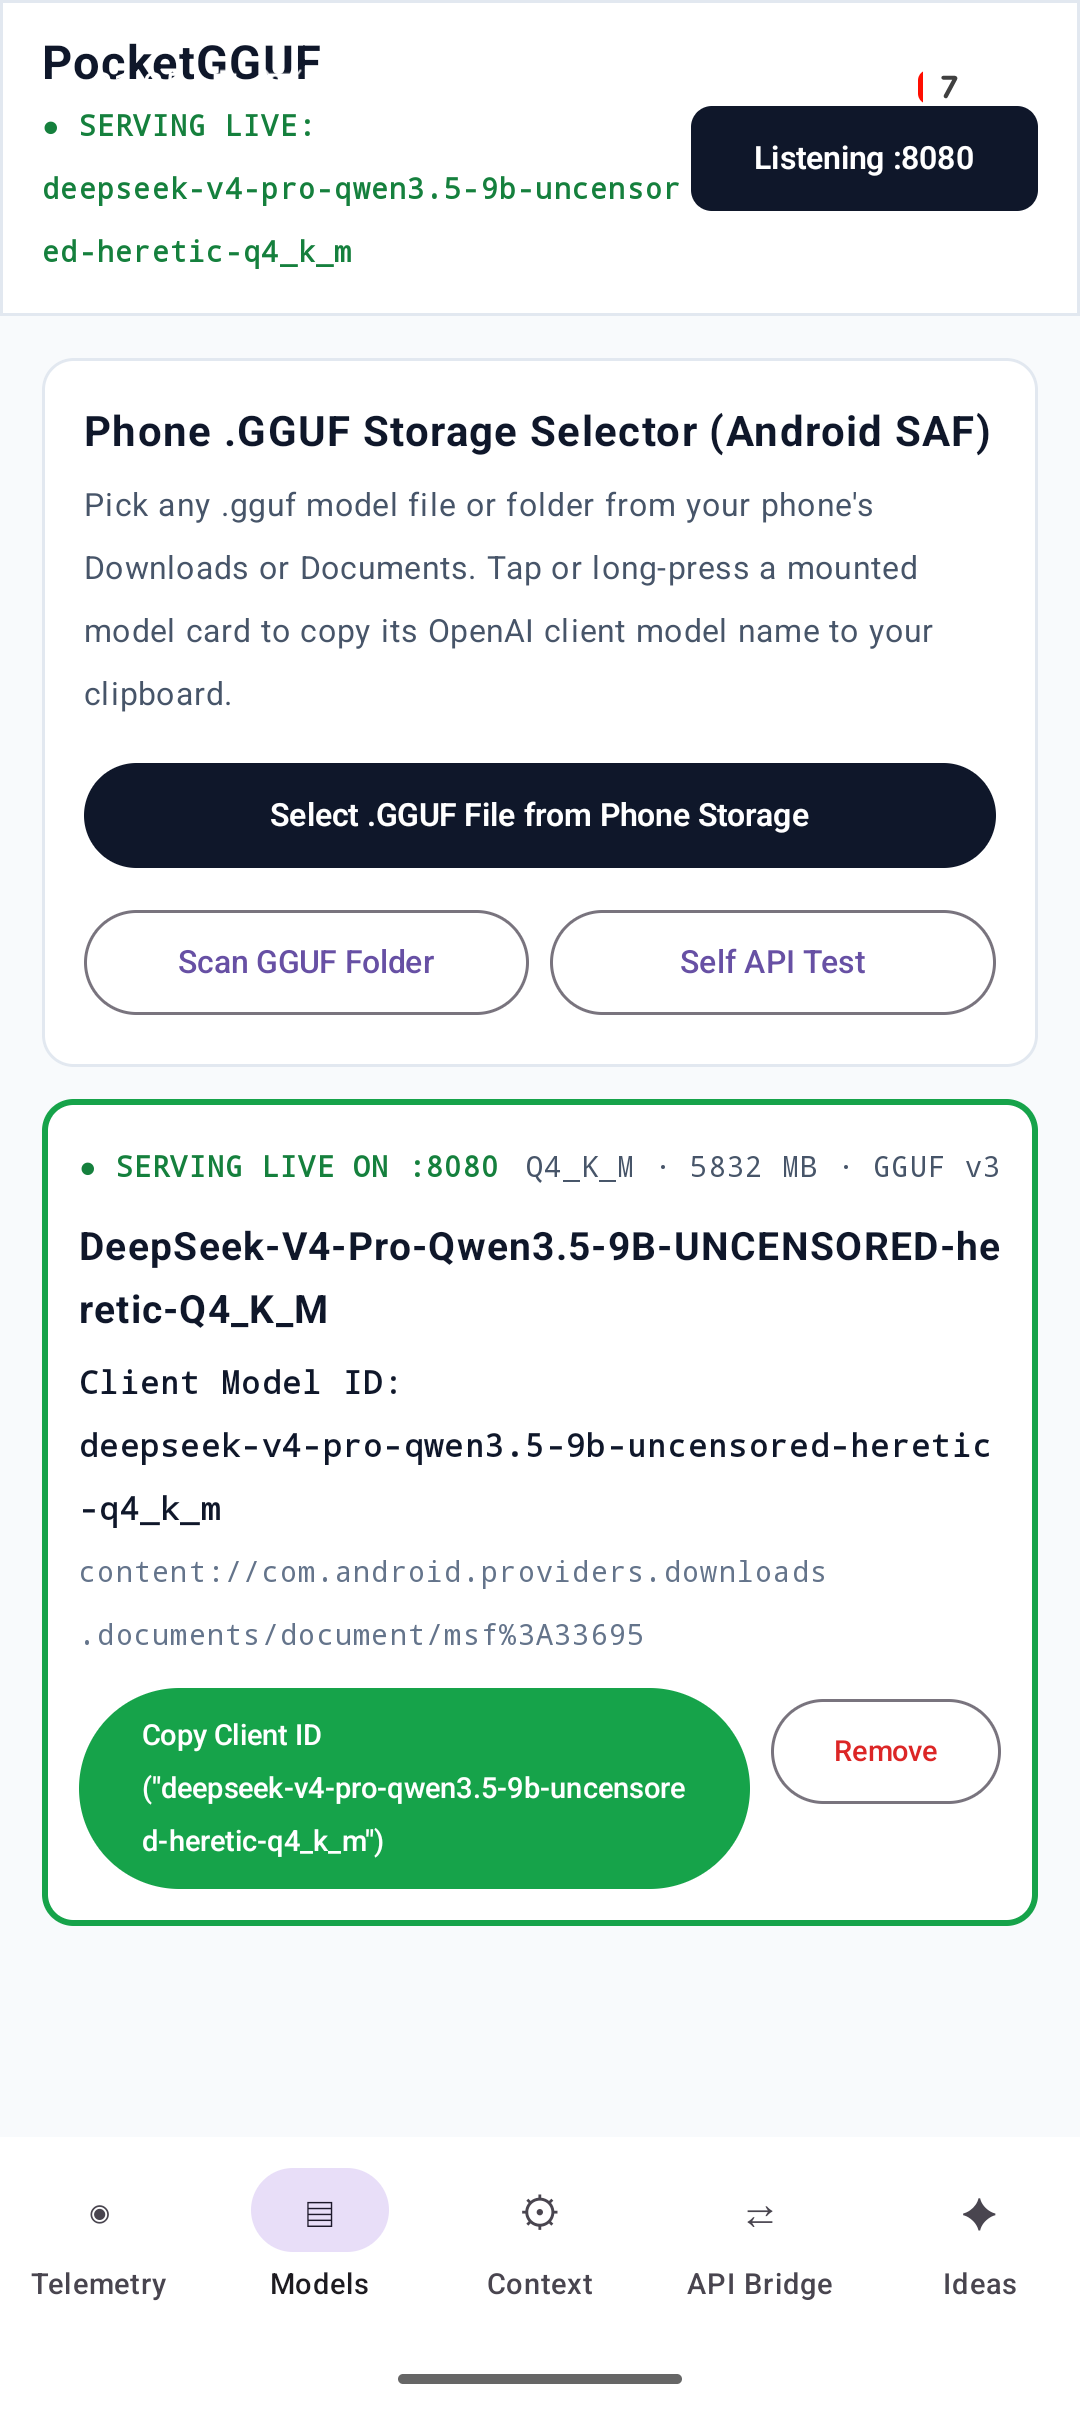 PocketGGUF
7
● SERVING LIVE:
deepseek-v4-pro-qwen3.5-9b-uncensor
ed-heretic-q4_k_m
Listening :8080
Phone .GGUF Storage Selector (Android SAF)
Pick any .gguf model file or folder from your phone's
Downloads or Documents. Tap or long-press a mounted
model card to copy its OpenAI client model name to your
clipboard.
Select .GGUF File from Phone Storage
Scan GGUF Folder
Self API Test
● SERVING LIVE ON :8080 Q4_K_M · 5832 MB · GGUF v3
DeepSeek-V4-Pro-Qwen3.5-9B-UNCENSORED-he
retic-Q4_K_M
Client Model ID:
deepseek-v4-pro-qwen3.5-9b-uncensored-heretic
-q4_k_m
content://com.android.providers.downloads
.documents/document/msf%3A33695
Copy Client ID
("deepseek-v4-pro-qwen3.5-9b-uncensore
d-heretic-q4_k_m")
Remove
Telemetry
Models
Context
API Bridge
Ideas